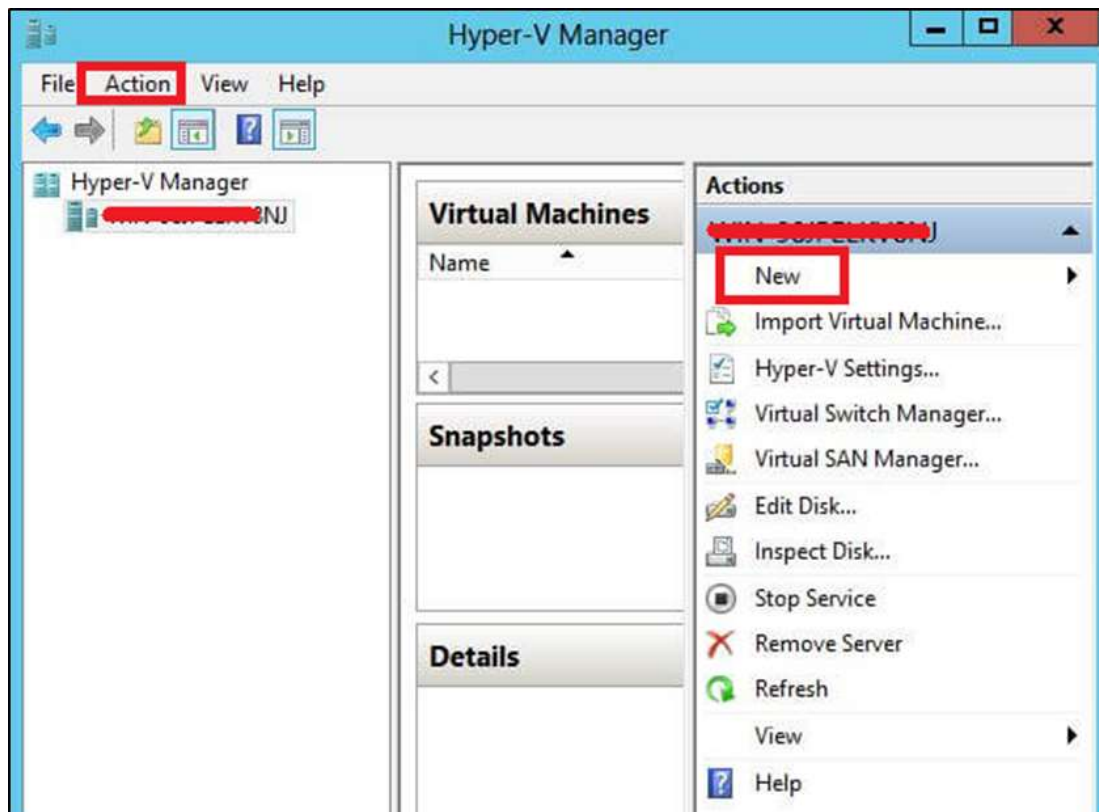 Hyper-V Manager
File Action View Help
Hyper-V Manager
Virtual Machines
Name
Snapshots
Details
Actions
New
Import Virtual Machine...
Hyper-V Settings...
Virtual Switch Manager...
Virtual SAN Manager...
Edit Disk...
Inspect Disk...
Stop Service
Remove Server
Refresh
View
Help